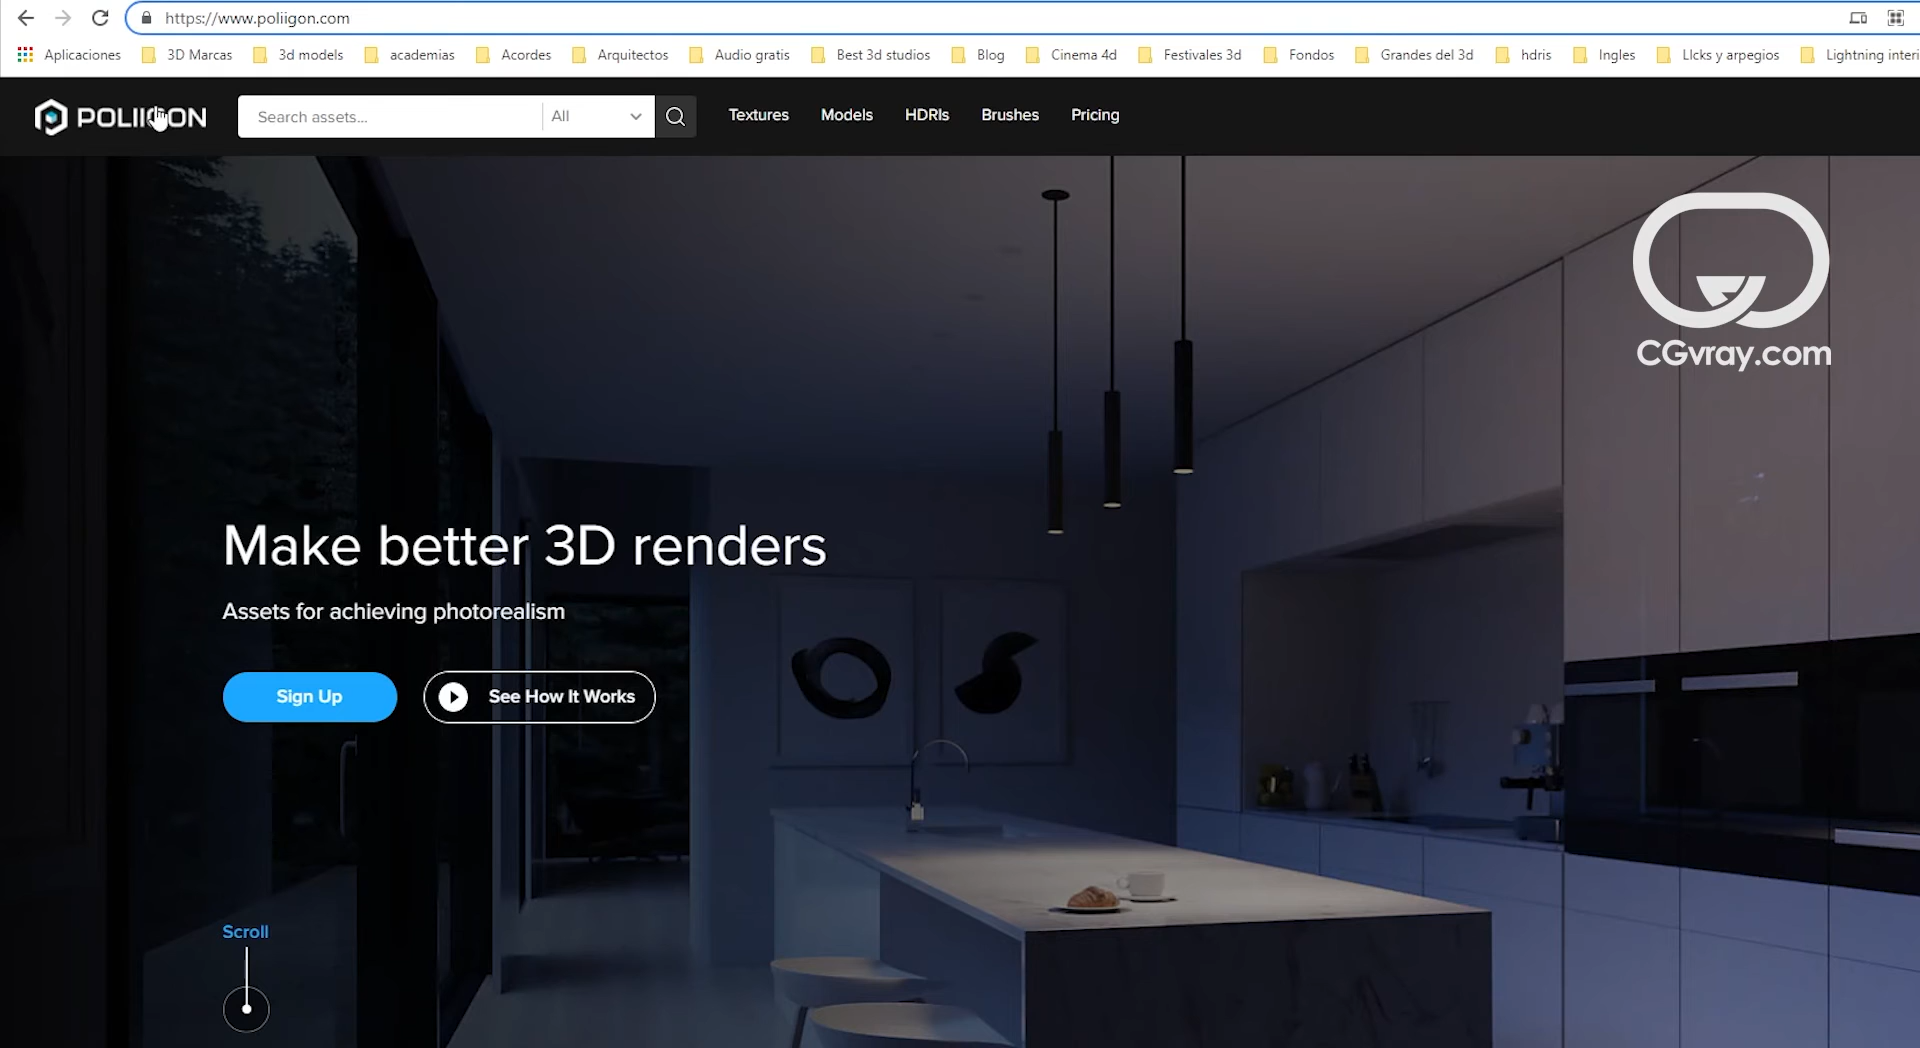 https://www.poliigon.com
Aplicaciones 3D Marcas 3d models academias Acordes Arquitectos Audio gratis Best 3d studios Blog Cinema 4d Festivales 3d Fondos Grandes del 3d hdris Ingles LIcks y arpegios Lightning interi
POLIIGON Search assets... All Textures Models HDRIs Brushes Pricing
CGvray.com
Make better 3D renders
Assets for achieving photorealism
Sign Up See How It Works
Scroll